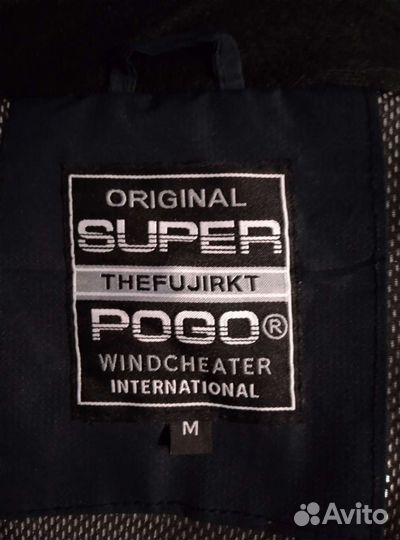 ORIGINAL
SUPER
THEFUJIRKT
POGO®
WINDCHEATER
INTERNATIONAL
M
Avito